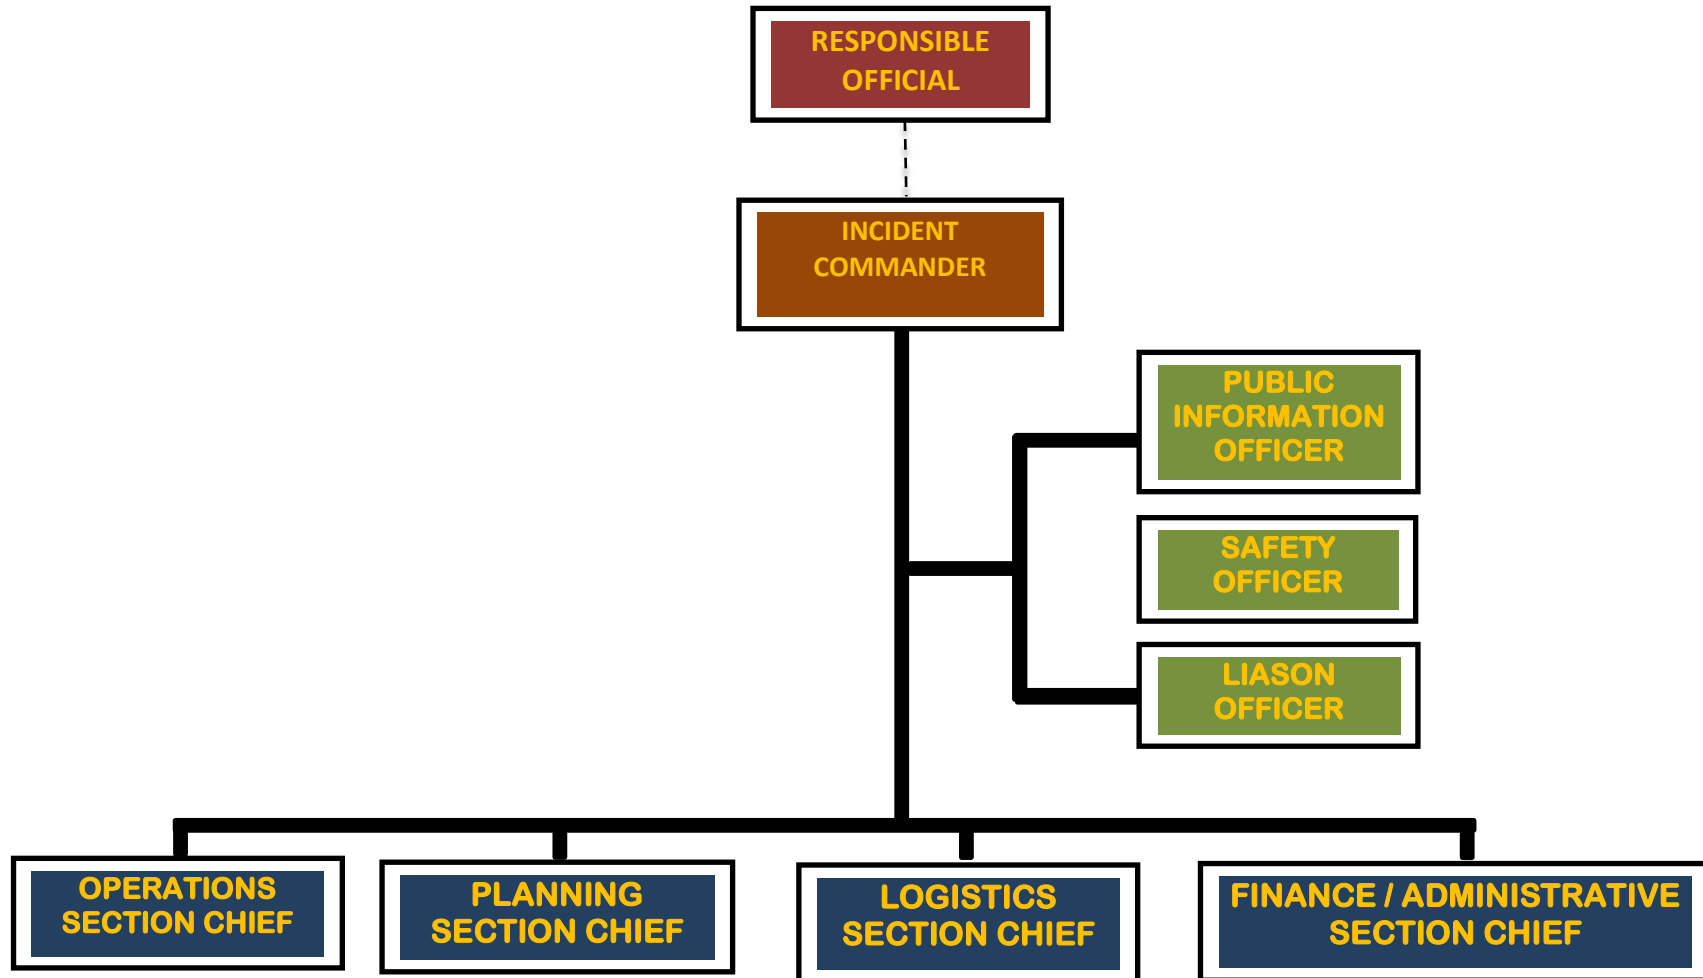 RESPONSIBLE
OFFICIAL
INCIDENT
COMMANDER
PUBLIC
INFORMATION
OFFICER
SAFETY
OFFICER
LIASON
OFFICER
OPERATIONS
SECTION CHIEF
PLANNING
SECTION CHIEF
LOGISTICS
SECTION CHIEF
FINANCE / ADMINISTRATIVE
SECTION CHIEF